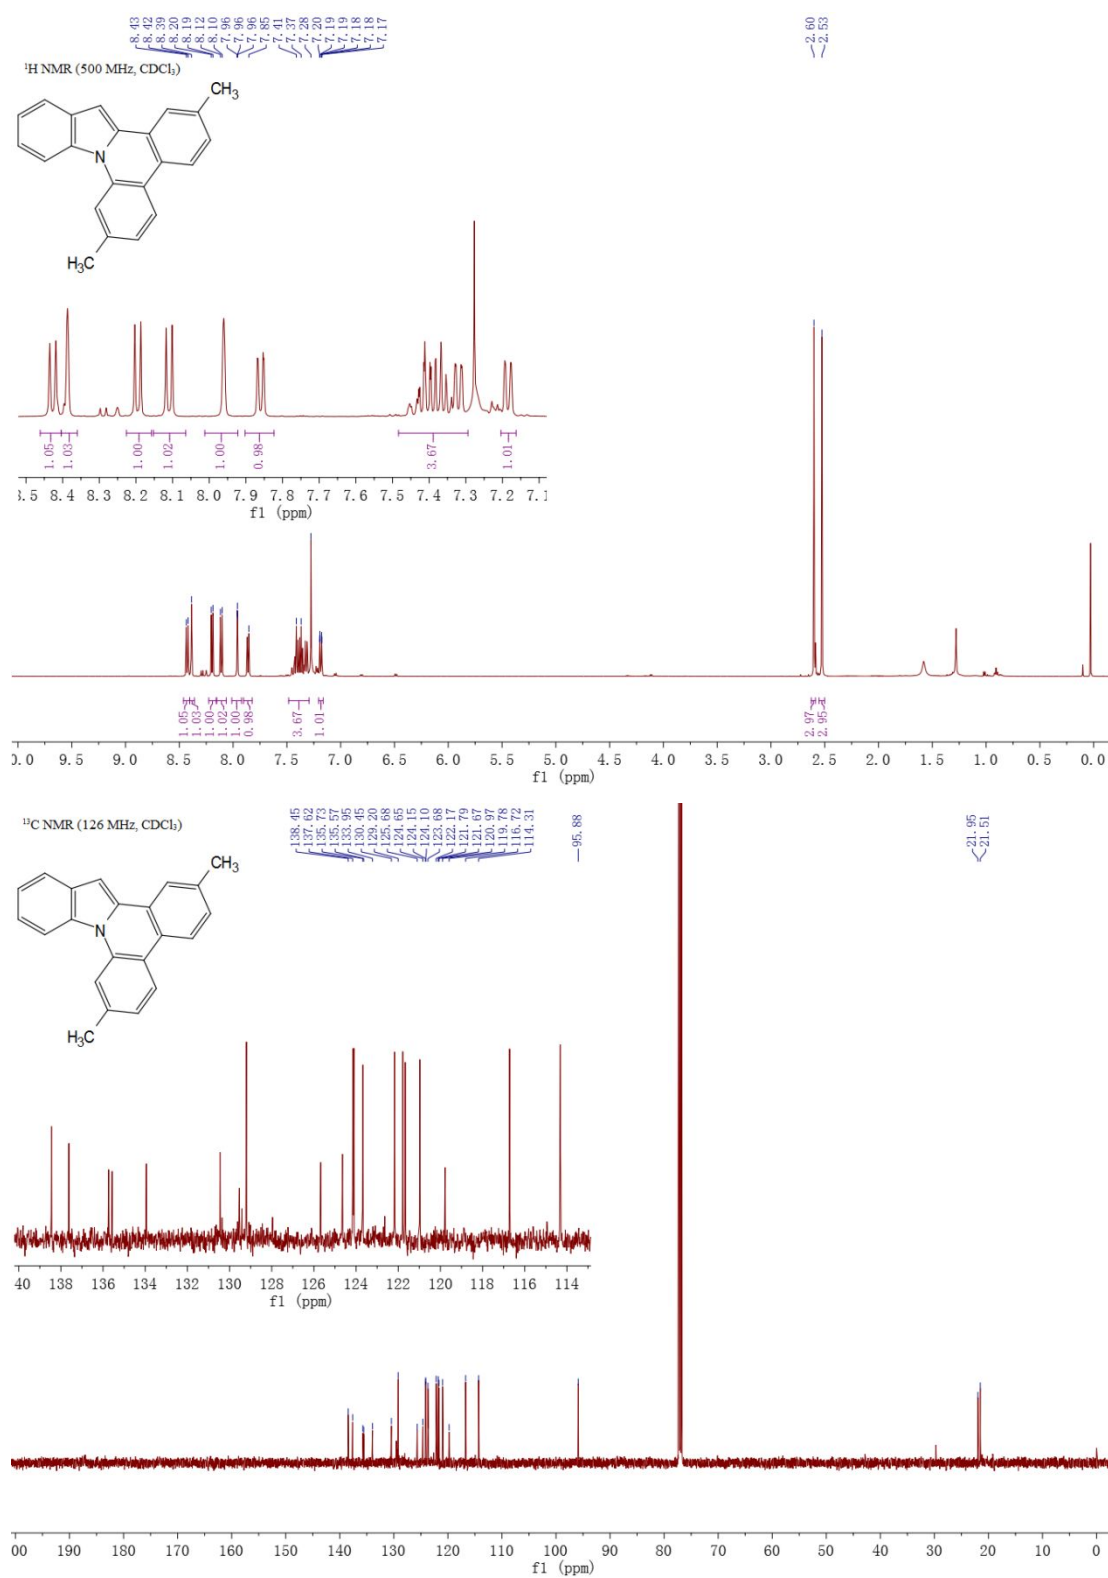 8.43 8.42 8.39 8.20 8.19 8.12 8.10 7.96 7.96 7.96 7.85 7.41 7.37 7.28 7.20 7.19 7.19 7.18 7.18 7.17
2.60 2.53
¹H NMR (500 MHz, CDCl₃)
CH₃
N
H₃C
1.05 1.03 1.00 1.02 1.00 0.98 3.67 1.01
3.5 8.4 8.3 8.2 8.1 8.0 7.9 7.8 7.7 7.6 7.5 7.4 7.3 7.2 7.1
f1 (ppm)
1.05 1.03 1.00 1.02 1.00 0.98 3.67 1.01 2.97 2.95
0.0 9.5 9.0 8.5 8.0 7.5 7.0 6.5 6.0 5.5 5.0 4.5 4.0 3.5 3.0 2.5 2.0 1.5 1.0 0.5 0.0
f1 (ppm)
138.45 137.62 135.73 135.57 133.95 130.45 129.20 125.68 124.65 124.15 124.10 123.68 122.17 121.79 121.67 120.97 119.78 116.72 114.31
95.88
21.95 21.51
¹³C NMR (126 MHz, CDCl₃)
CH₃
N
H₃C
40 138 136 134 132 130 128 126 124 122 120 118 116 114
f1 (ppm)
00 190 180 170 160 150 140 130 120 110 100 90 80 70 60 50 40 30 20 10 0
f1 (ppm)